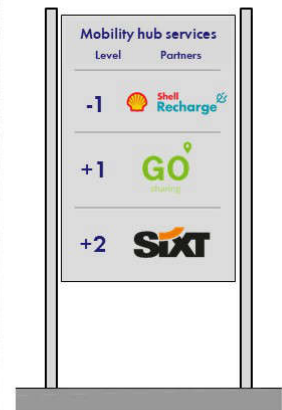 Mobility hub services
Level Partners
-1 Shell Recharge
+1 GO sharing
+2 SIXT